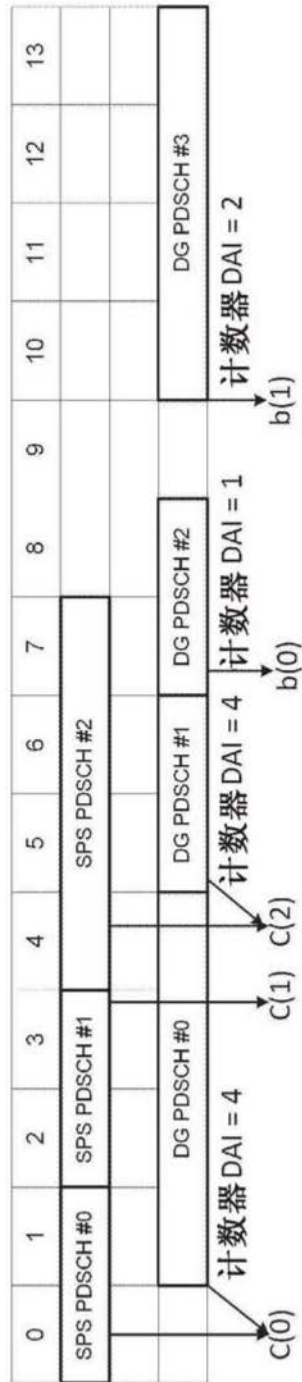 0 1 2 3 4 5 6 7 8 9 10 11 12 13
SPS PDSCH #0 SPS PDSCH #1 SPS PDSCH #2
DG PDSCH #0 DG PDSCH #1 DG PDSCH #2 DG PDSCH #3
计数器 DAI = 4 计数器 DAI = 4 计数器 DAI = 1 计数器 DAI = 2
C(0) C(1) C(2) b(0) b(1)